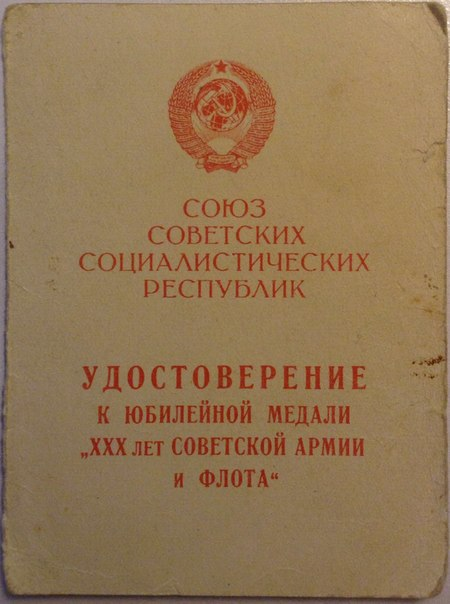 СОЮЗ
СОВЕТСКИХ
СОЦИАЛИСТИЧЕСКИХ
РЕСПУБЛИК
УДОСТОВЕРЕНИЕ
К ЮБИЛЕЙНОЙ МЕДАЛИ
„XXX ЛЕТ СОВЕТСКОЙ АРМИИ
И ФЛОТА“